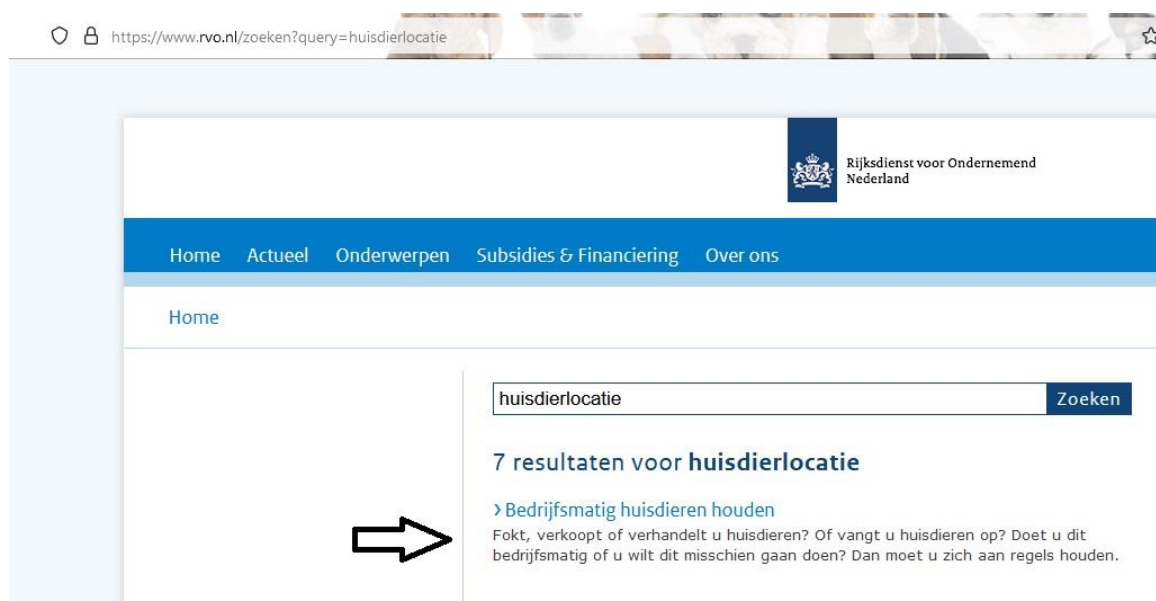 https://www.rvo.nl/zoeken?query=huisdierlocatie
Rijksdienst voor Ondernemend
Nederland
Home Actueel Onderwerpen Subsidies & Financiering Over ons
Home
huisdierlocatie Zoeken
7 resultaten voor huisdierlocatie
› Bedrijfsmatig huisdieren houden
Fokt, verkoopt of verhandelt u huisdieren? Of vangt u huisdieren op? Doet u dit
bedrijfsmatig of u wilt dit misschien gaan doen? Dan moet u zich aan regels houden.